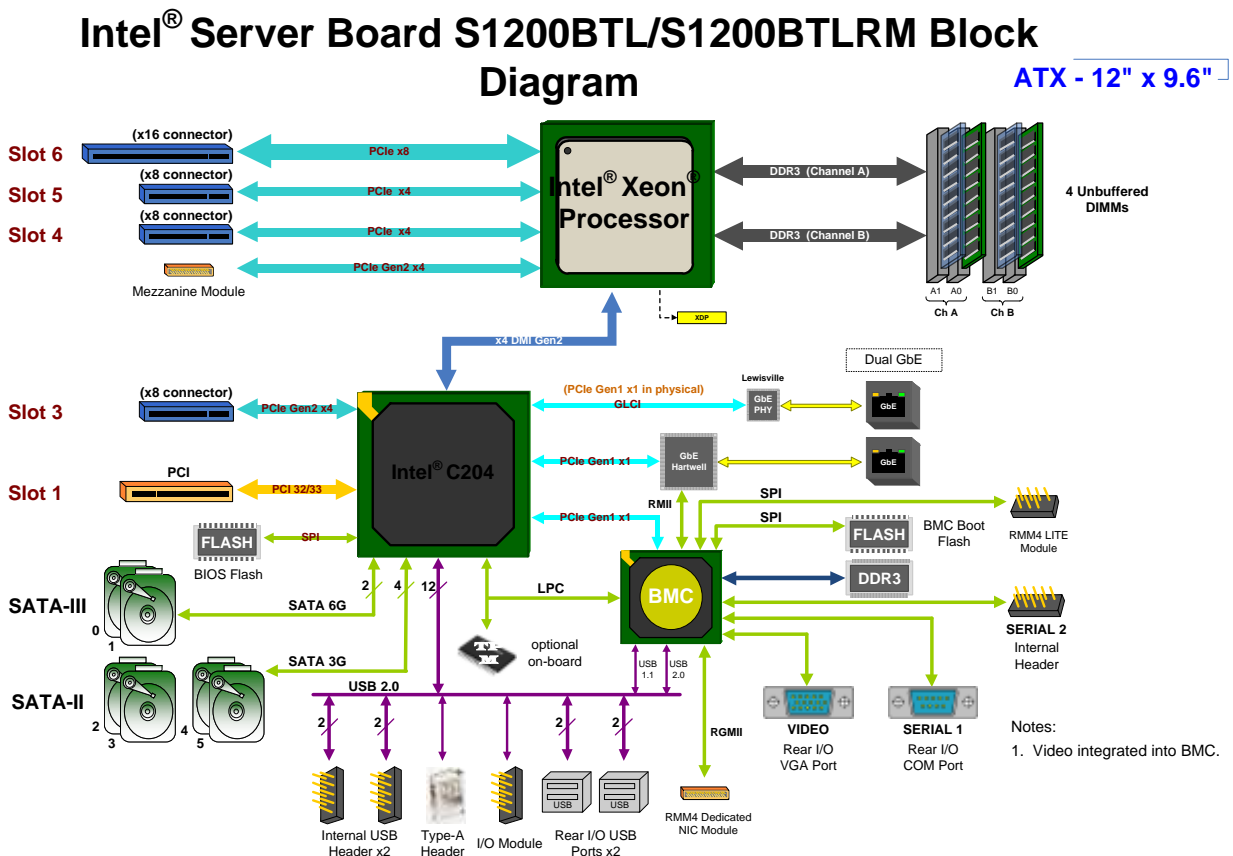 Intel® Server Board S1200BTL/S1200BTLRM Block
Diagram
ATX - 12" x 9.6"
(x16 connector)
Slot 6
PCIe x8
(x8 connector)
Slot 5
PCIe x4
(x8 connector)
Slot 4
PCIe x4
PCIe Gen2 x4
Mezzanine Module
Intel® Xeon®
Processor
DDR3 (Channel A)
DDR3 (Channel B)
4 Unbuffered
DIMMs
A1 A0 B1 B0
Ch A Ch B
XDP
x4 DMI Gen2
Dual GbE
(x8 connector)
Slot 3
PCIe Gen2 x4
(PCIe Gen1 x1 in physical)
GLCI
Lewisville
GbE
PHY
GbE
Intel® C204
PCI
Slot 1
PCI 32/33
PCIe Gen1 x1
GbE
Hartwell
GbE
RMII
SPI
SPI
PCIe Gen1 x1
FLASH
SPI
BIOS Flash
FLASH
BMC Boot
Flash
RMM4 LITE
Module
DDR3
BMC
2 4 12
LPC
SATA-III
0
1
SATA 6G
SATA 3G
TPM
optional
on-board
SERIAL 2
Internal
Header
USB
1.1
USB
2.0
SATA-II
2
3
4
5
USB 2.0
2 2 2 2
RGMII
VIDEO
Rear I/O
VGA Port
SERIAL 1
Rear I/O
COM Port
Notes:
1. Video integrated into BMC.
USB USB
Internal USB
Header x2
Type-A
Header
I/O Module
Rear I/O USB
Ports x2
RMM4 Dedicated
NIC Module